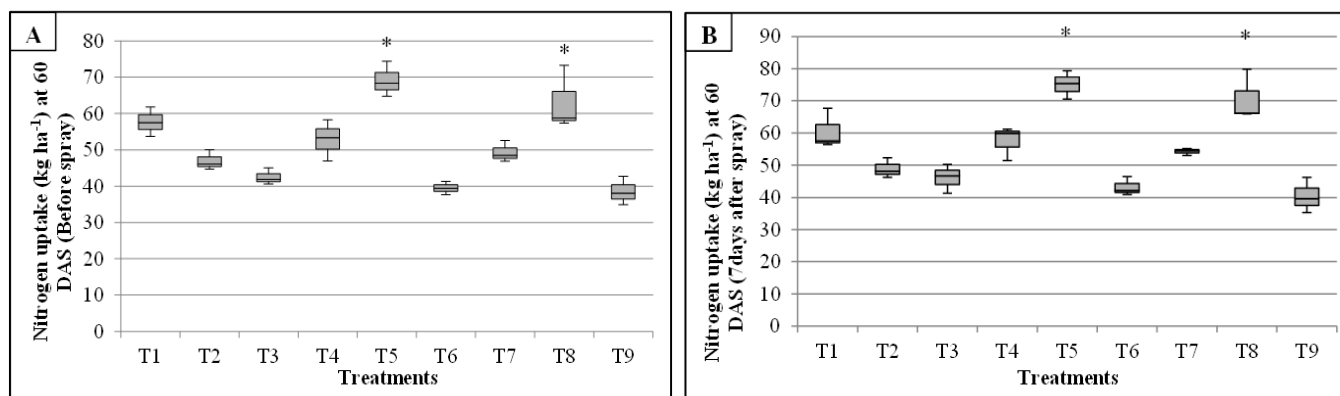 A
Nitrogen uptake (kg ha⁻¹) at 60
DAS (Before spray)
80
70
60
50
40
30
20
10
0
* *
T1 T2 T3 T4 T5 T6 T7 T8 T9
Treatments
B
Nitrogen uptake (kg ha⁻¹) at 60
DAS (7days after spray)
90
80
70
60
50
40
30
20
10
0
* *
T1 T2 T3 T4 T5 T6 T7 T8 T9
Treatments